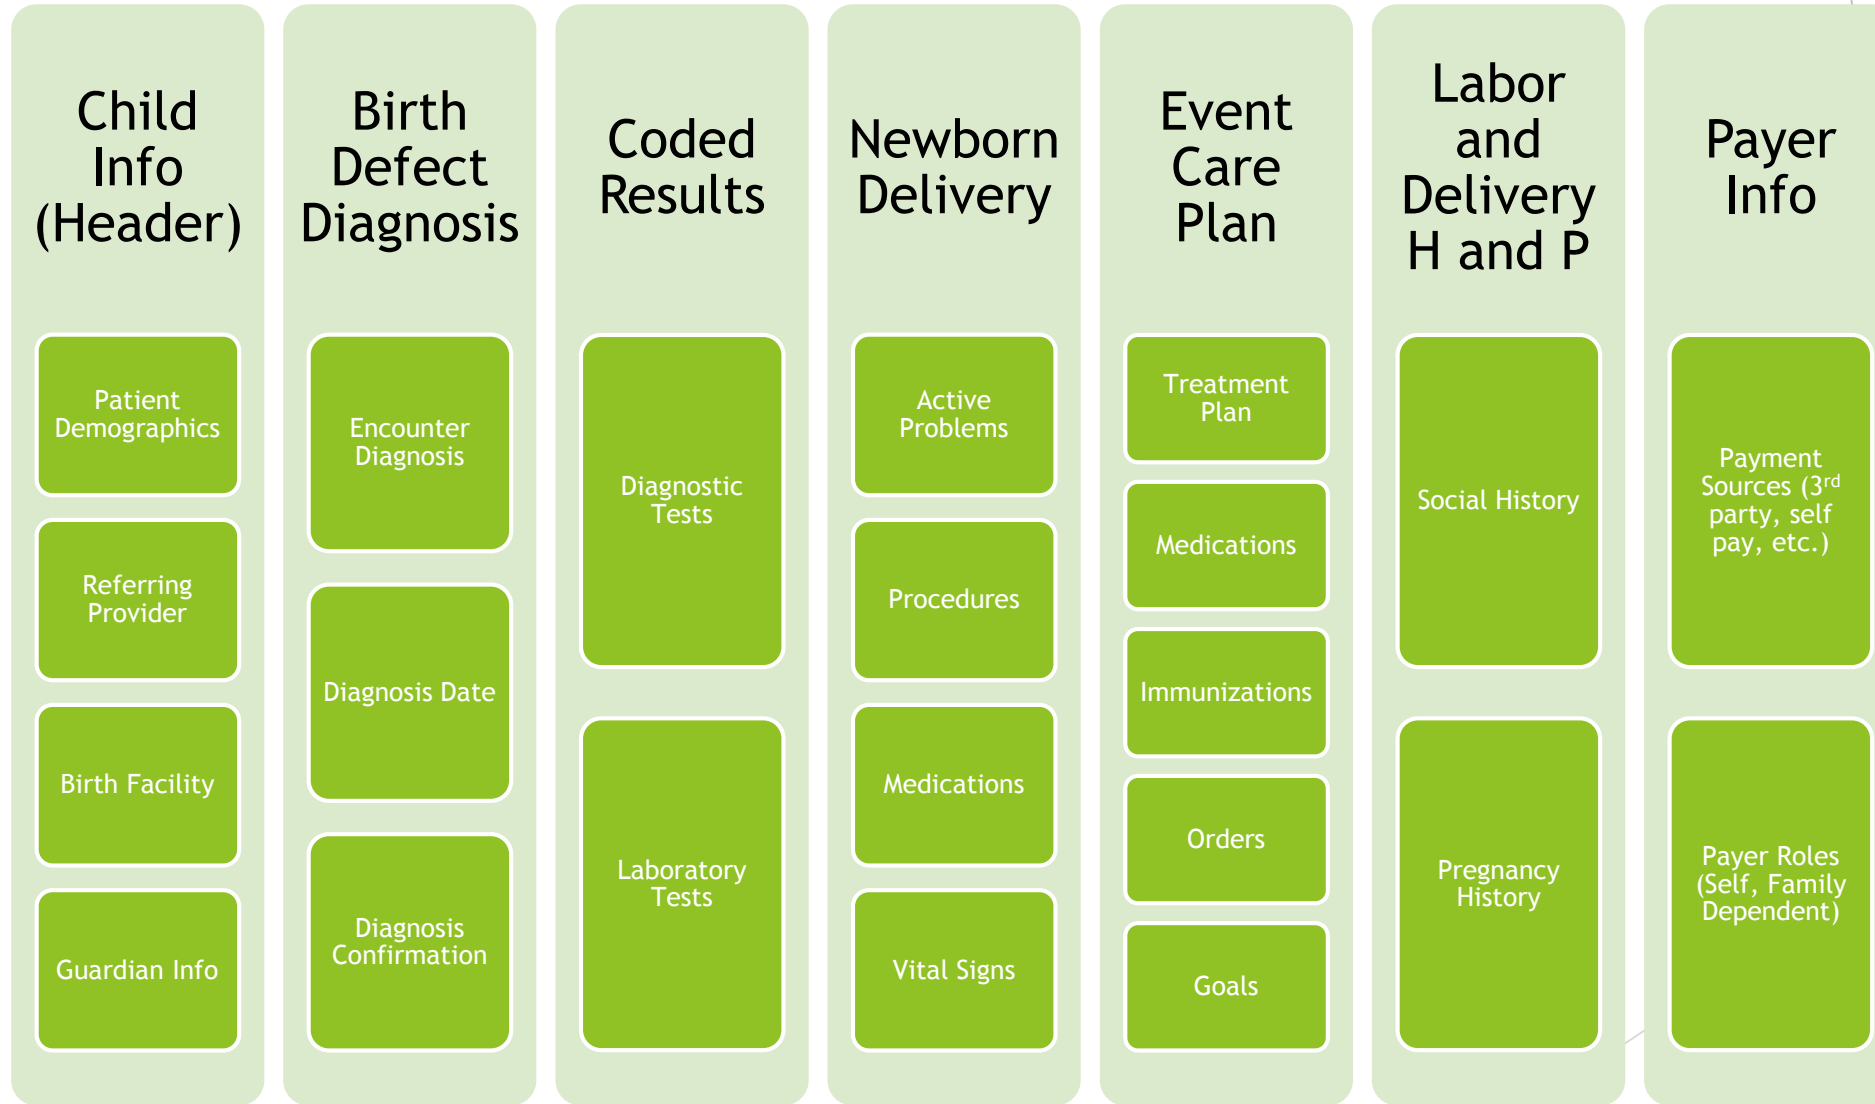 Child
Info
(Header)
Patient
Demographics
Referring
Provider
Birth Facility
Guardian Info
Birth
Defect
Diagnosis
Encounter
Diagnosis
Diagnosis Date
Diagnosis
Confirmation
Coded
Results
Diagnostic
Tests
Laboratory
Tests
Newborn
Delivery
Active
Problems
Procedures
Medications
Vital Signs
Event
Care
Plan
Treatment
Plan
Medications
Immunizations
Orders
Goals
Labor
and
Delivery
H and P
Social History
Pregnancy
History
Payer
Info
Payment
Sources (3rd
party, self
pay, etc.)
Payer Roles
(Self, Family
Dependent)